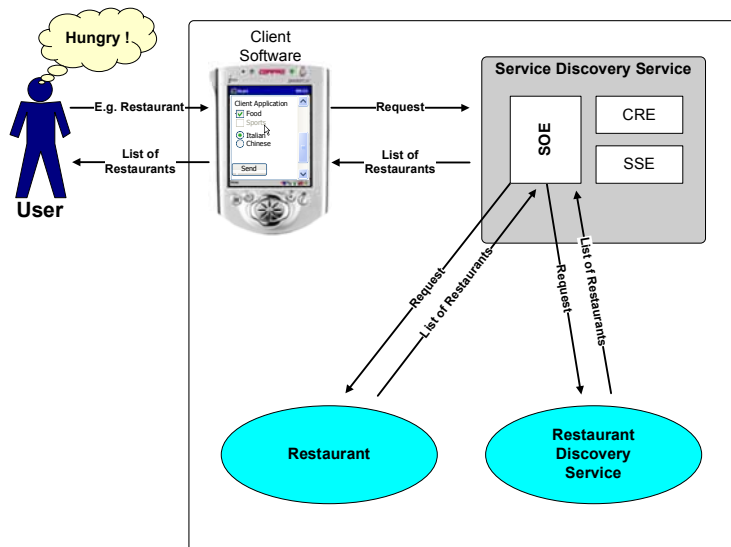 Hungry !
Client
Software
Service Discovery Service
E.g. Restaurant
Request
List of
Restaurants
List of
Restaurants
User
COMPAQ
Client Application
Food
Sports
Italian
Chinese
Send
SOE
CRE
SSE
Request
List of Restaurants
Request
List of Restaurants
Restaurant
Restaurant
Discovery
Service